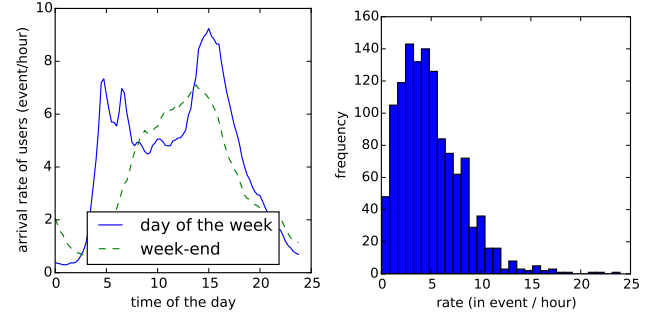 10
8
6
4
2
0
0 5 10 15 20 25
arrival rate of users (event/hour)
time of the day
day of the week
week-end
160
140
120
100
80
60
40
20
0
0 5 10 15 20 25
frequency
rate (in event / hour)